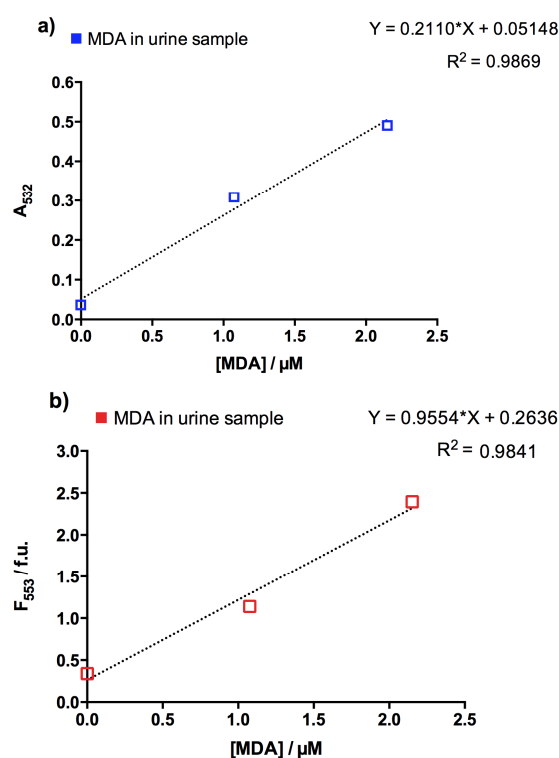 a)
MDA in urine sample
Y = 0.2110*X + 0.05148
R² = 0.9869
0.6
0.5
0.4
0.3
0.2
0.1
0.0
A532
0.0 0.5 1.0 1.5 2.0 2.5
[MDA] / µM
b)
MDA in urine sample
Y = 0.9554*X + 0.2636
R² = 0.9841
3.0
2.5
2.0
1.5
1.0
0.5
0.0
F553 / f.u.
0.0 0.5 1.0 1.5 2.0 2.5
[MDA] / µM